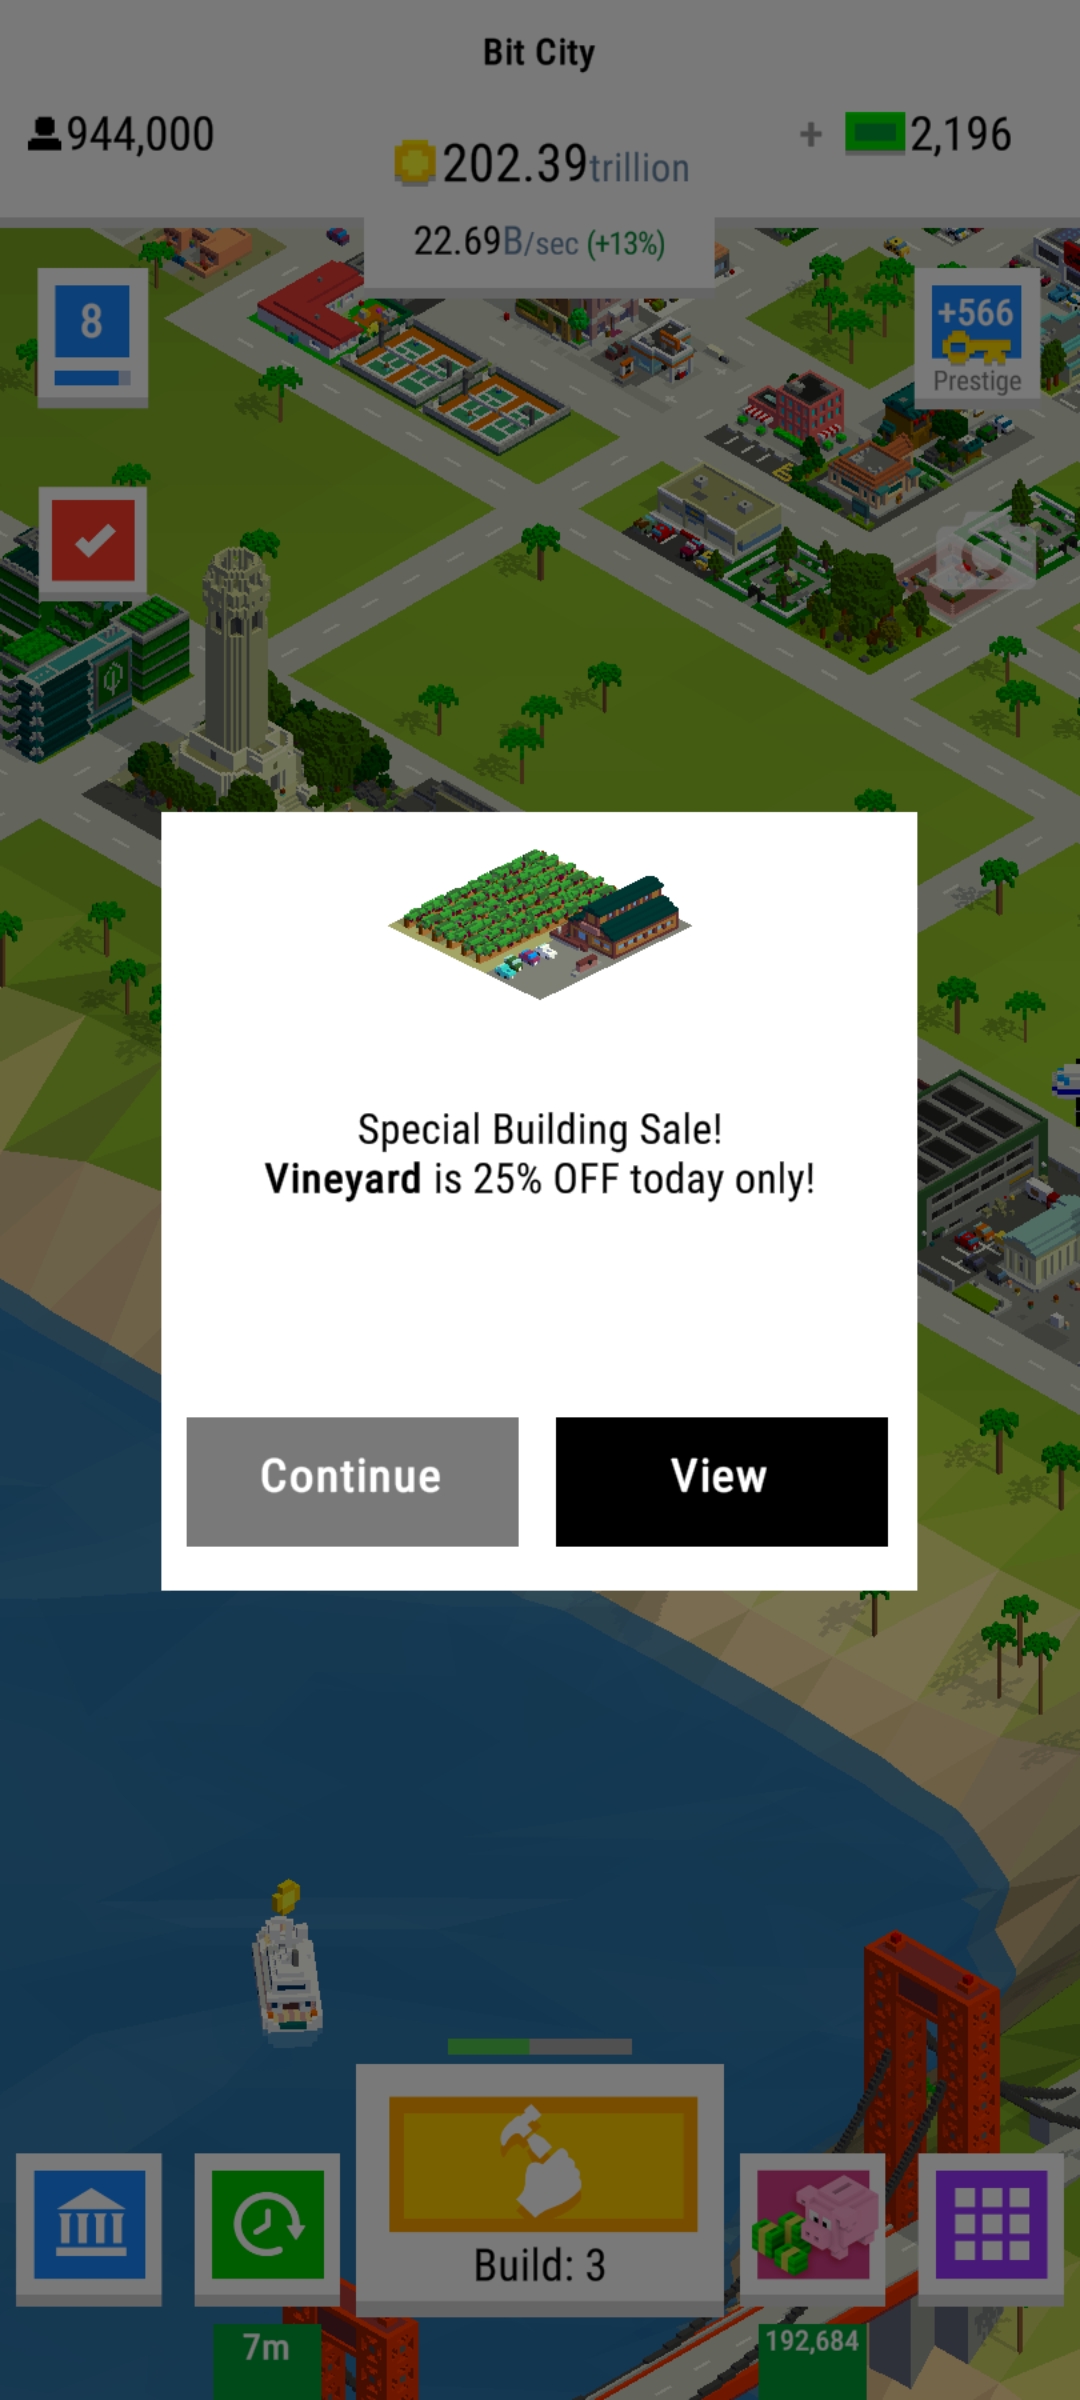 Bit City
944,000
202.39trillion
+ 2,196
22.69B/sec (+13%)
8
+566
Prestige
Special Building Sale!
Vineyard is 25% OFF today only!
Continue
View
Build: 3
7m
192,684